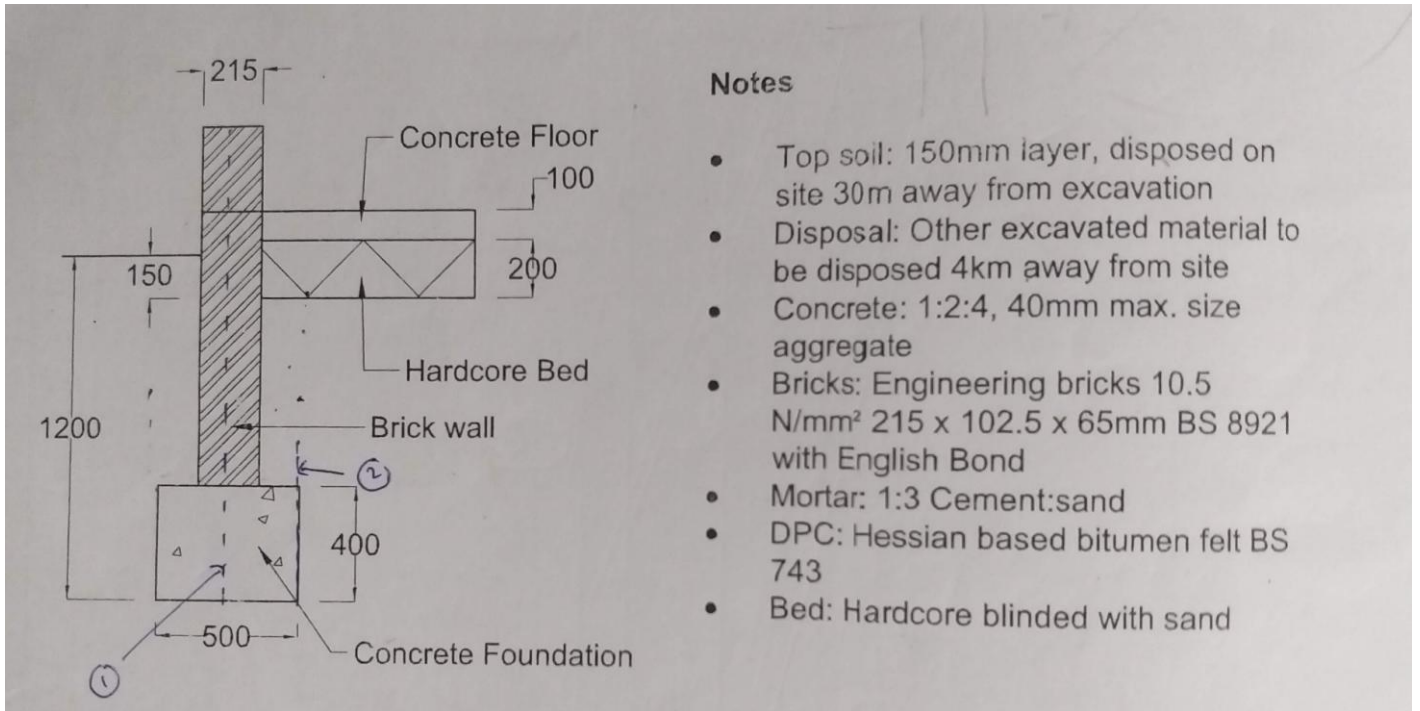 215
Concrete Floor
100
150
200
Hardcore Bed
1200
Brick wall
2
400
500
Concrete Foundation
1
Notes
• Top soil: 150mm layer, disposed on
site 30m away from excavation
• Disposal: Other excavated material to
be disposed 4km away from site
• Concrete: 1:2:4, 40mm max. size
aggregate
• Bricks: Engineering bricks 10.5
N/mm² 215 x 102.5 x 65mm BS 8921
with English Bond
• Mortar: 1:3 Cement:sand
• DPC: Hessian based bitumen felt BS
743
• Bed: Hardcore blinded with sand